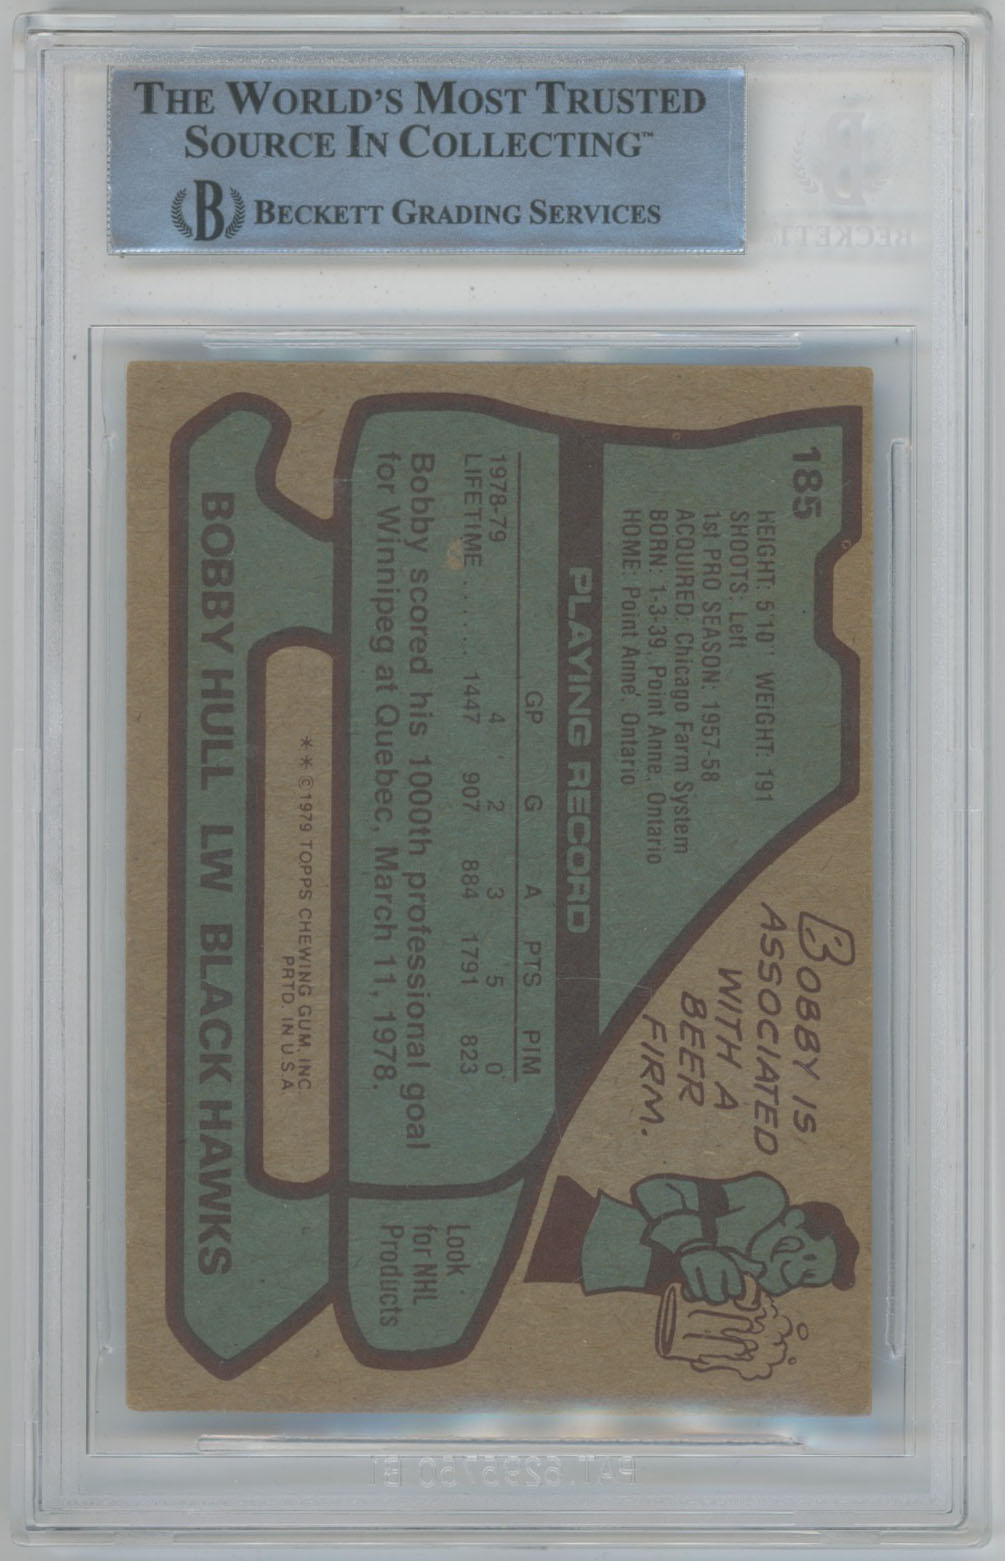 THE WORLD'S MOST TRUSTED
SOURCE IN COLLECTING™
B BECKETT GRADING SERVICES
BECKETT
185
HEIGHT: 5'10" WEIGHT: 191
SHOOTS: Left
1st PRO SEASON: 1957-58
ACQUIRED: Chicago Farm System
BORN: 1-3-39, Point Anne, Ontario
HOME: Point Anne', Ontario
BOBBY IS
ASSOCIATED
WITH A
BEER
FIRM.
PLAYING RECORD
GP G A PTS PIM
1978-79 4 2 3 5 0
LIFETIME ........ 1447 907 884 1791 823
Bobby scored his 1000th professional goal
for Winnipeg at Quebec, March 11, 1978.
Look
for NHL
Products
** ©1979 TOPPS CHEWING GUM, INC.
PRTD. IN U.S.A.
BOBBY HULL LW BLACK HAWKS
PAT. 6295750 B1